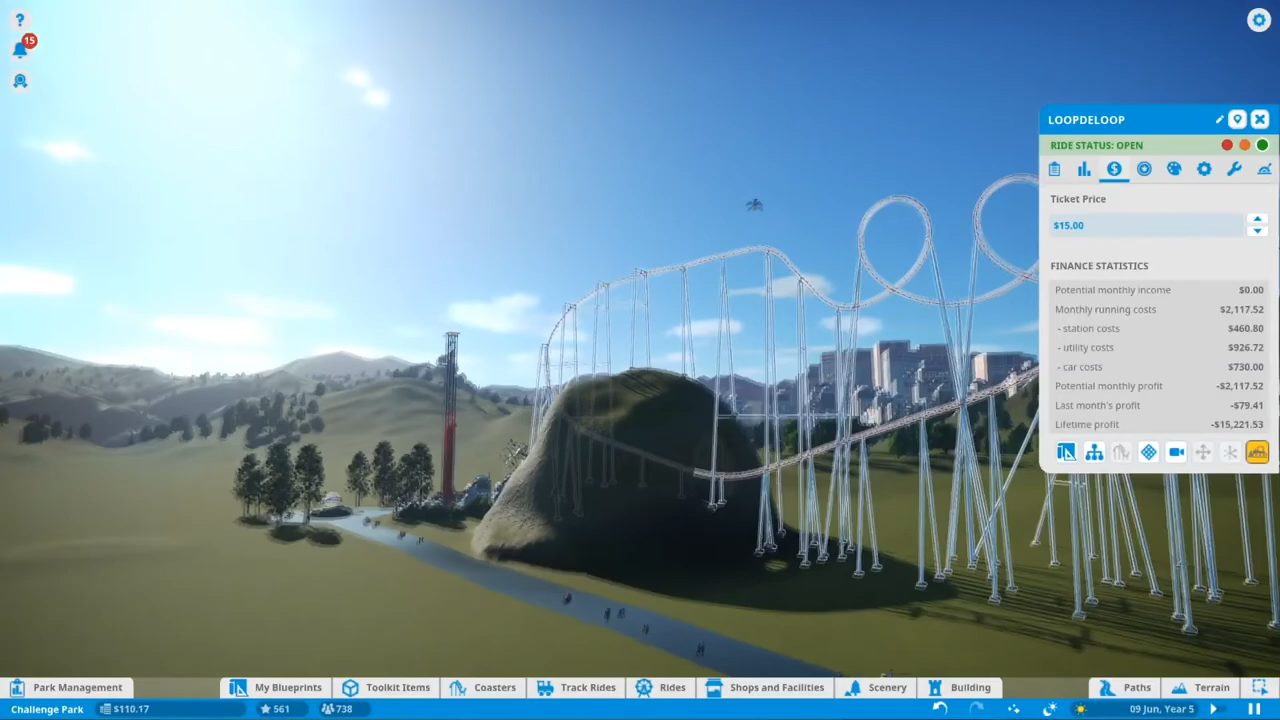 ?
15
LOOPDELOOP
RIDE STATUS: OPEN
Ticket Price
$15.00
FINANCE STATISTICS
Potential monthly income $0.00
Monthly running costs $2,117.52
- station costs $460.80
- utility costs $926.72
- car costs $730.00
Potential monthly profit -$2,117.52
Last month's profit -$79.41
Lifetime profit -$15,221.53
Park Management My Blueprints Toolkit Items Coasters Track Rides Rides Shops and Facilities Scenery Building Paths Terrain
Challenge Park $110.17 561 738 09 Jun, Year 5